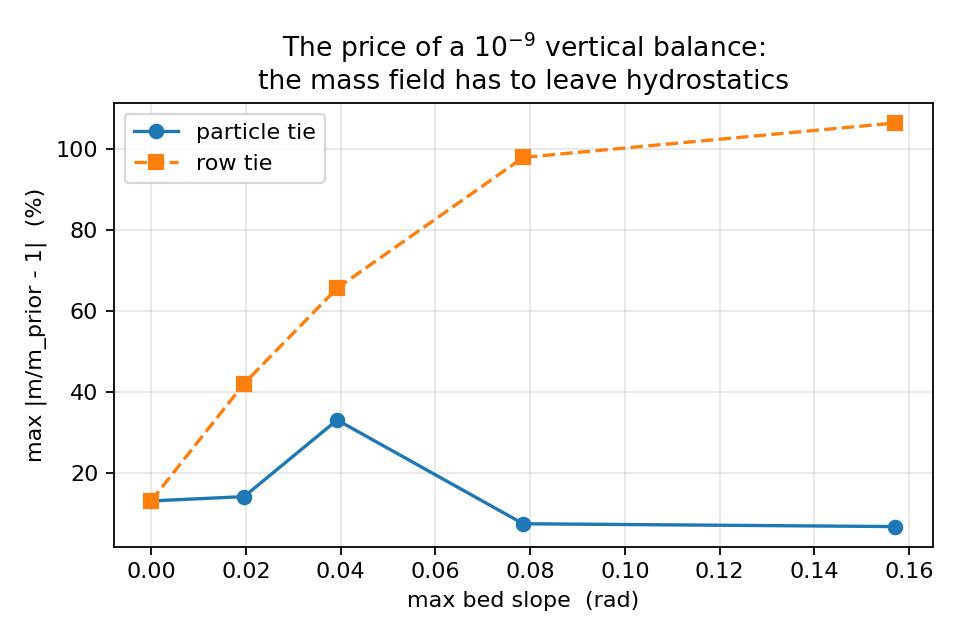 The price of a 10⁻⁹ vertical balance:
the mass field has to leave hydrostatics
particle tie
row tie
max |m/m_prior - 1| (%)
100
80
60
40
20
0.00 0.02 0.04 0.06 0.08 0.10 0.12 0.14 0.16
max bed slope (rad)